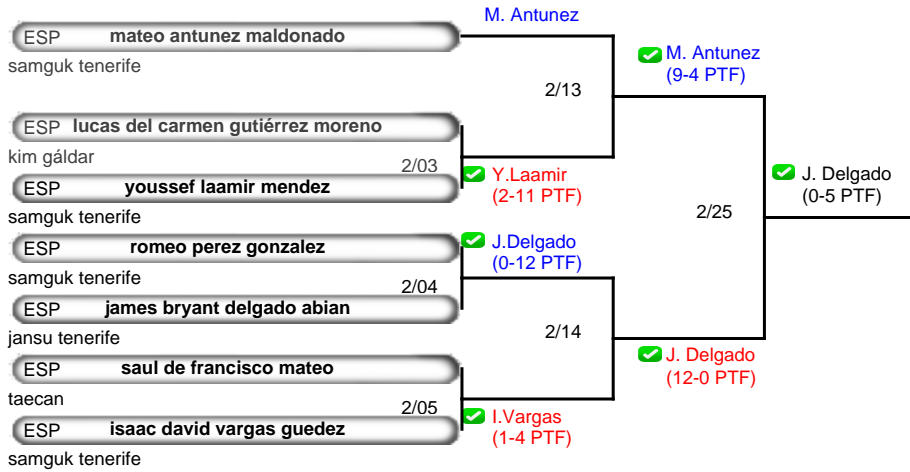 M. Antunez
ESP mateo antunez maldonado
samguk tenerife
M. Antunez
(9-4 PTF)
2/13
ESP lucas del carmen gutiérrez moreno
kim gáldar
2/03
Y.Laamir
(2-11 PTF)
ESP youssef laamir mendez
samguk tenerife
J. Delgado
(0-5 PTF)
2/25
ESP romeo perez gonzalez
samguk tenerife
J.Delgado
(0-12 PTF)
2/04
ESP james bryant delgado abian
jansu tenerife
2/14
J. Delgado
(12-0 PTF)
ESP saul de francisco mateo
taecan
2/05
I.Vargas
(1-4 PTF)
ESP isaac david vargas guedez
samguk tenerife